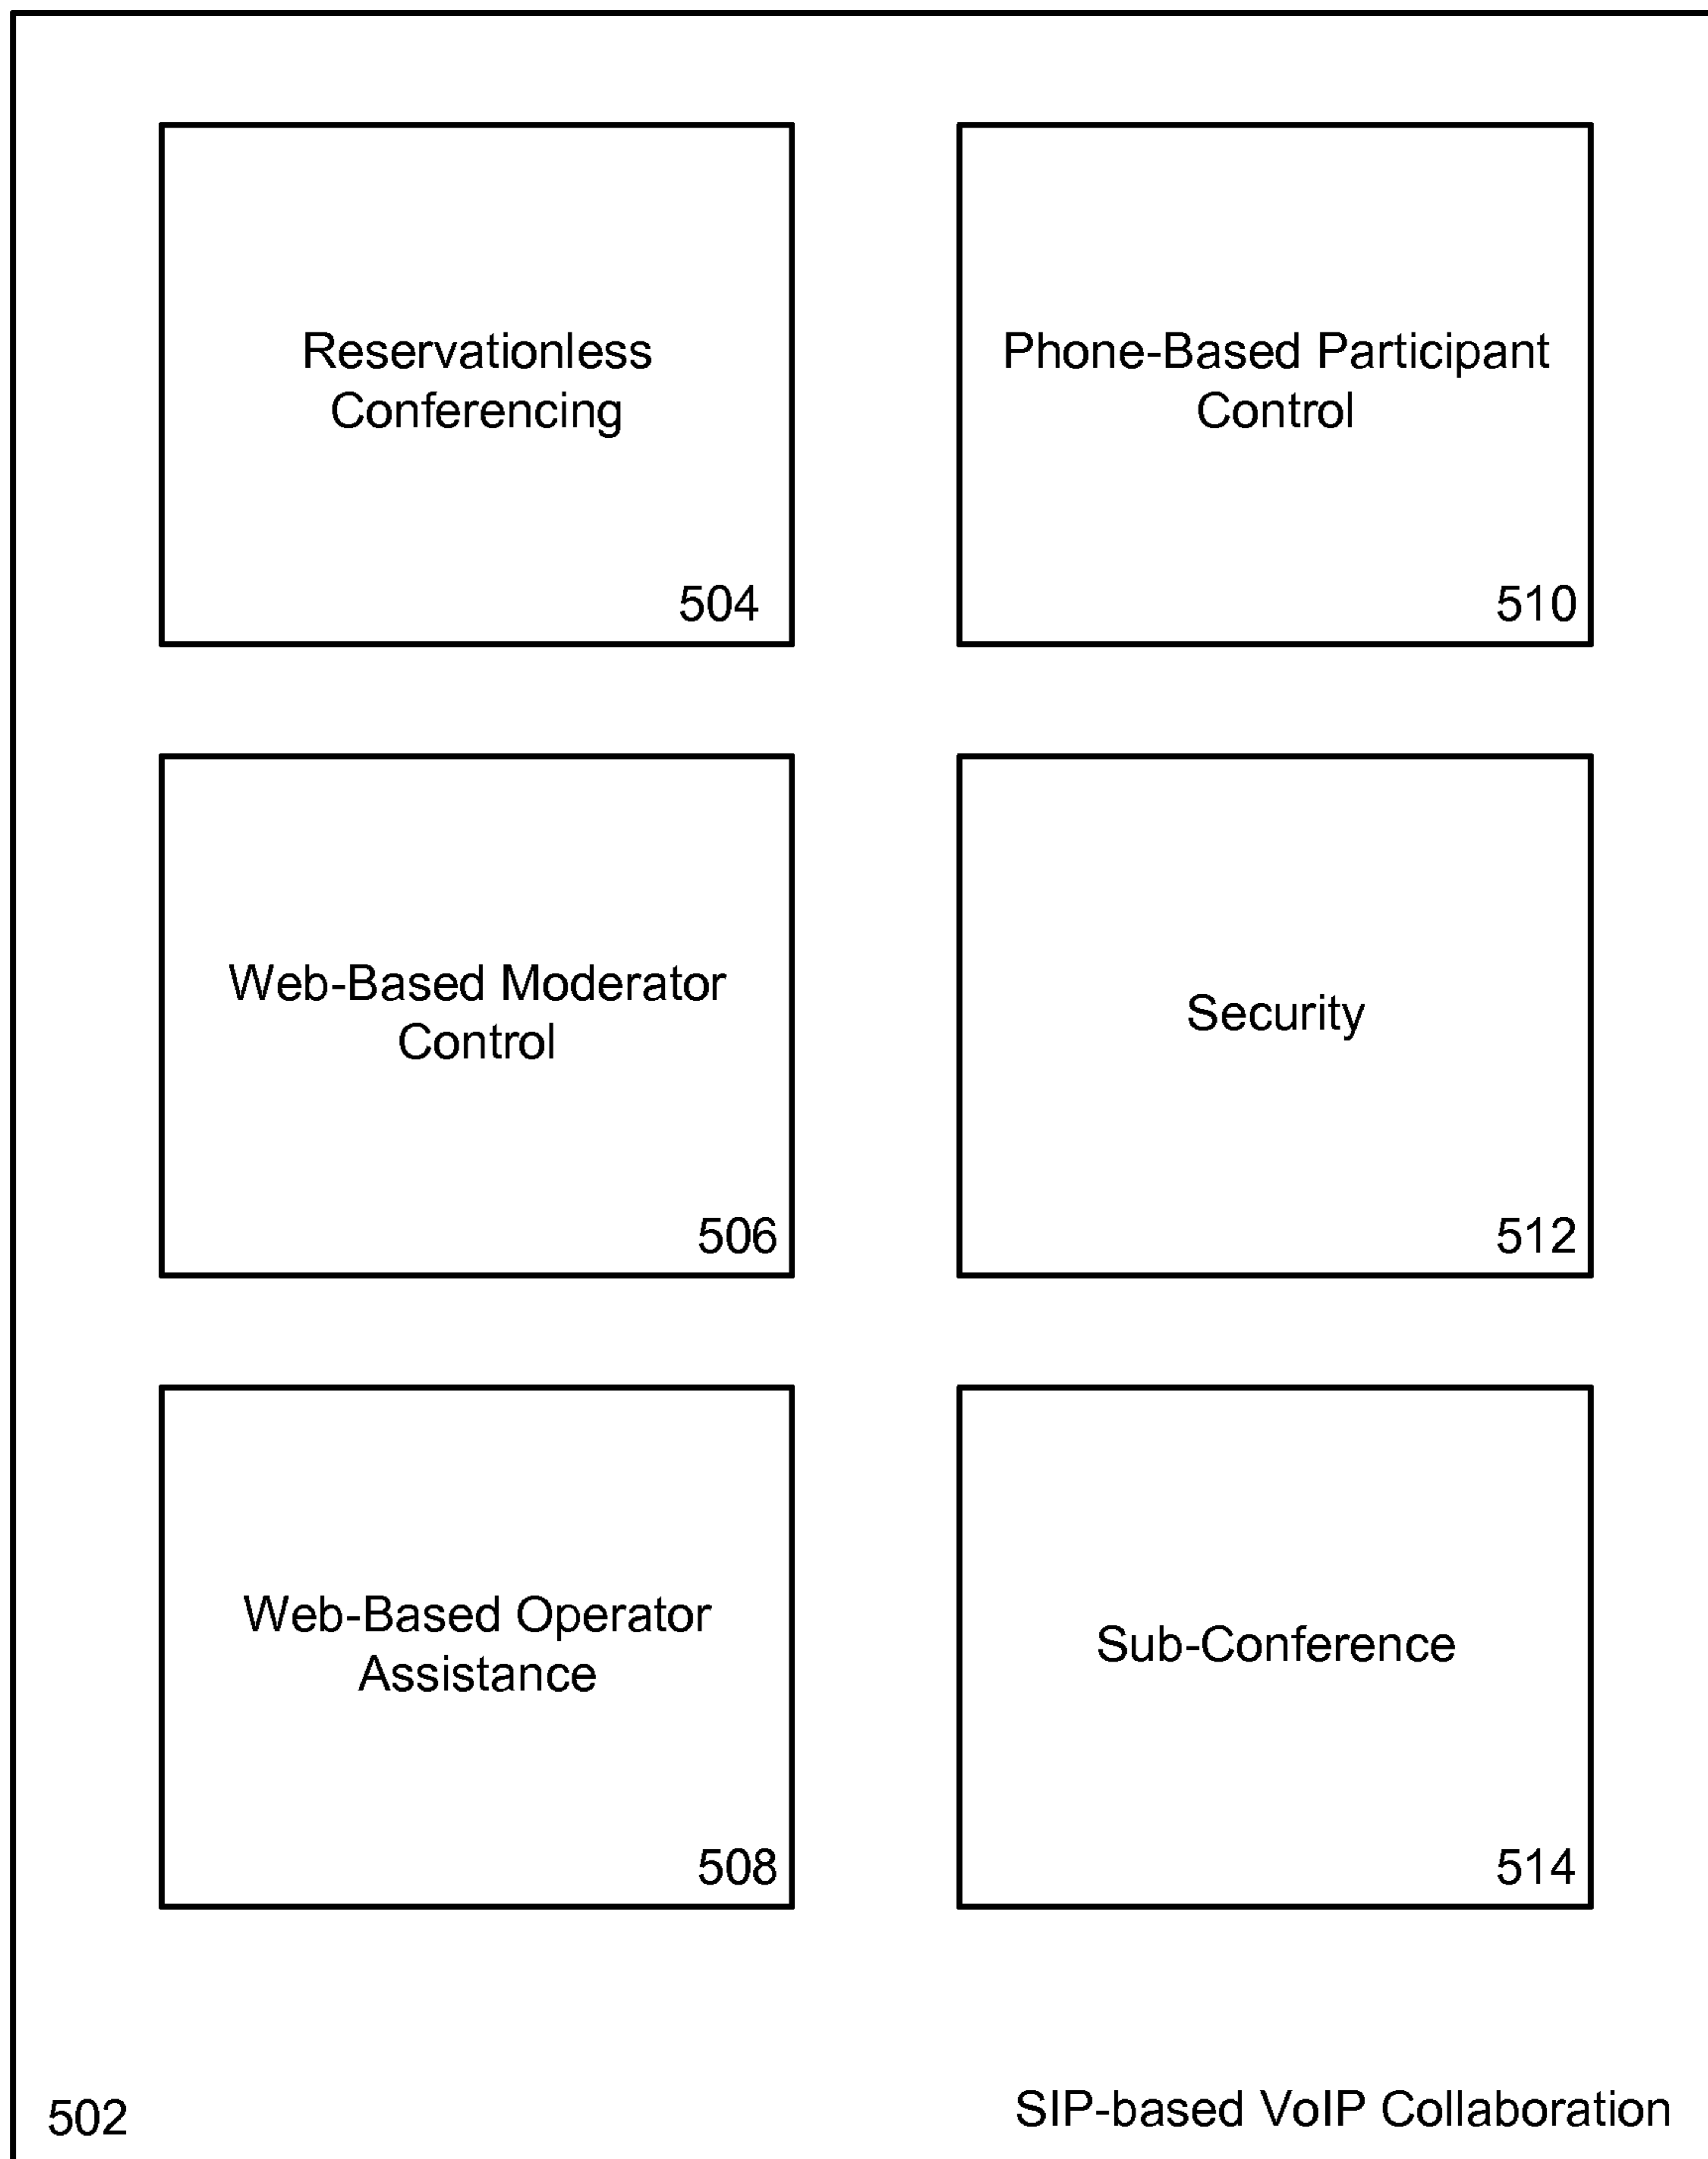 Reservationless
Conferencing
504
Phone-Based Participant
Control
510
Web-Based Moderator
Control
506
Security
512
Web-Based Operator
Assistance
508
Sub-Conference
514
502
SIP-based VoIP Collaboration